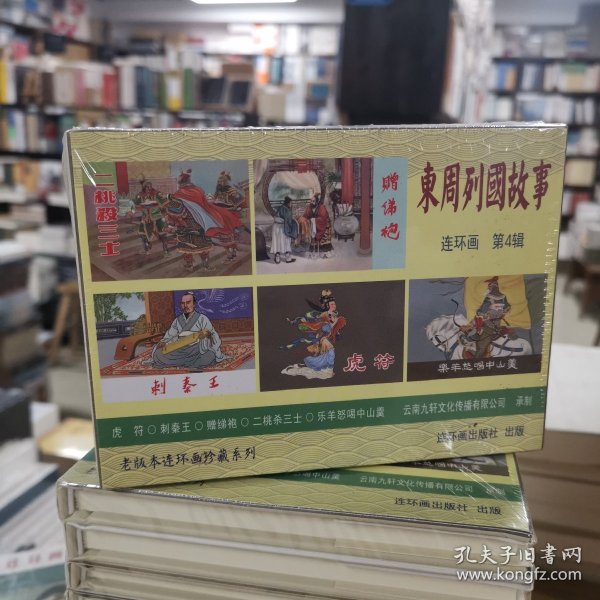 東周列國故事
连环画 第4辑
二桃殺三士
贈绨袍
刺秦王
虎符
樂羊怒啜中山羹
虎 符○刺秦王○赠绨袍○二桃杀三士○乐羊怒啜中山羹
云南九轩文化传播有限公司 承制
老版本连环画珍藏系列
连环画出版社 出版
云南九轩文化传播有限公司 承制
连环画出版社 出版
孔夫子旧书网
www.kongfz.com